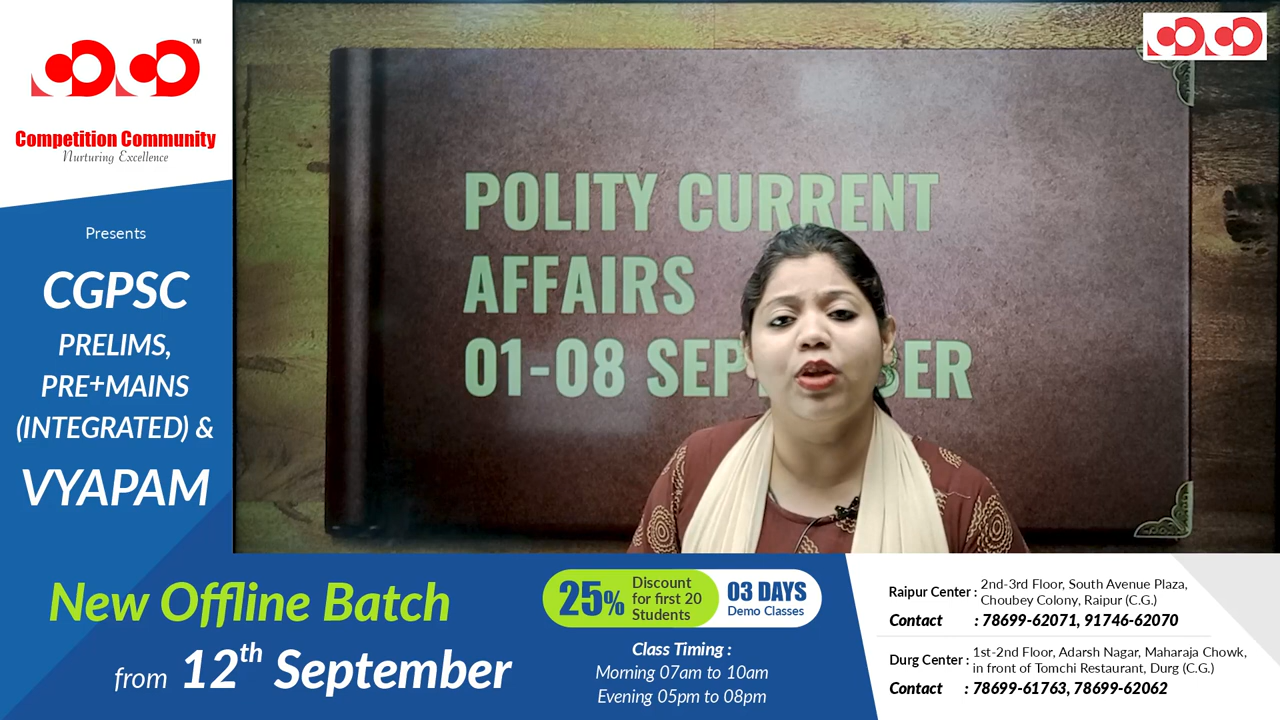 TM
Competition Community
Nurturing Excellence
Presents
CGPSC
PRELIMS,
PRE+MAINS
(INTEGRATED) &
VYAPAM
POLITY CURRENT
AFFAIRS
01-08 SEP BER
New Offline Batch
from 12th September
25%
Discount
for first 20
Students
03 DAYS
Demo Classes
Class Timing :
Morning 07am to 10am
Evening 05pm to 08pm
Raipur Center : 2nd-3rd Floor, South Avenue Plaza,
Choubey Colony, Raipur (C.G.)
Contact : 78699-62071, 91746-62070
Durg Center : 1st-2nd Floor, Adarsh Nagar, Maharaja Chowk,
in front of Tomchi Restaurant, Durg (C.G.)
Contact : 78699-61763, 78699-62062